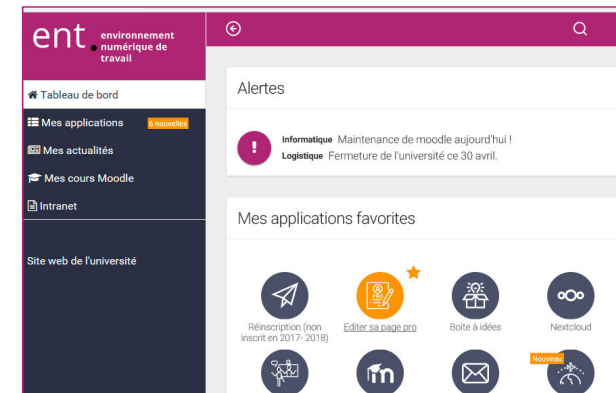 ent.
environnement
numérique de
travail
Tableau de bord
Mes applications 6 nouvelles
Mes actualités
Mes cours Moodle
Intranet
Site web de l'université
Alertes
Informatique Maintenance de moodle aujourd'hui !
Logistique Fermeture de l'université ce 30 avril.
Mes applications favorites
PRO
Réinscription (non
inscrit en 2017- 2018)
Editer sa page pro
Boite à idées
Nextcloud
m
Nouveau